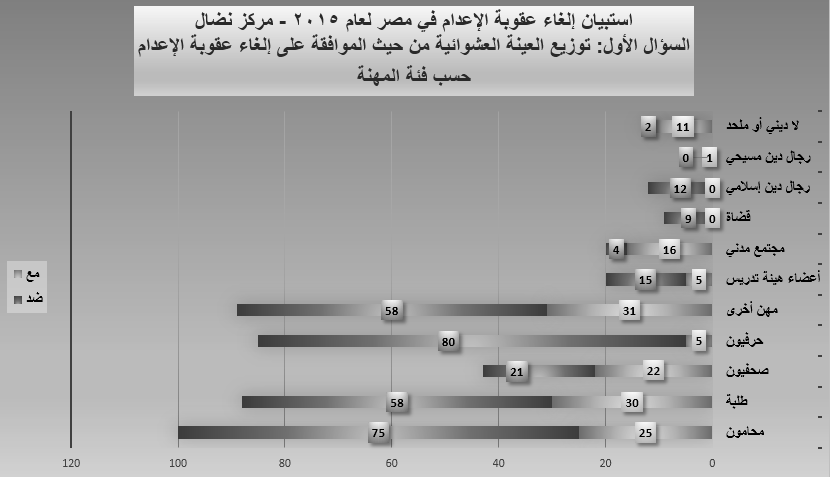 استبيان إلغاء عقوبة الإعدام في مصر لعام ٢٠١٥ - مركز نضال
السؤال الأول: توزيع العينة العشوائية من حيث الموافقة على إلغاء عقوبة الإعدام
حسب فئة المهنة
لا ديني أو ملحد 11 2
رجال دين مسيحي 1 0
رجال دين إسلامي 0 12
قضاة 0 9
مجتمع مدني 16 4
أعضاء هيئة تدريس 5 15
مهن أخرى 31 58
حرفيون 5 80
صحفيون 22 21
طلبة 30 58
محامون 25 75
0 20 40 60 80 100 120
مع
ضد